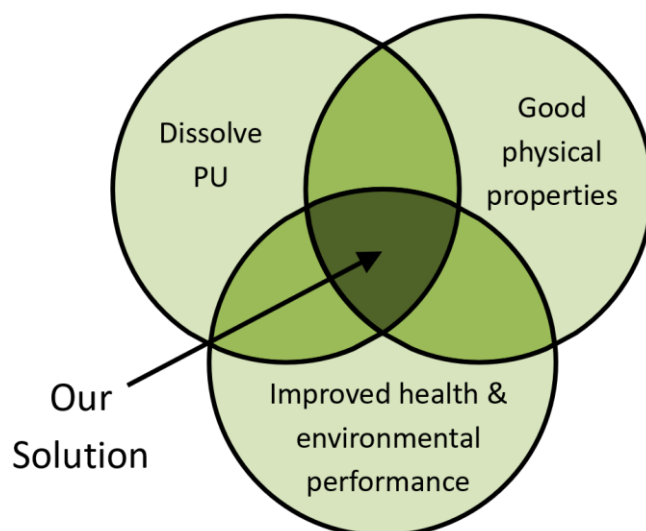 Dissolve
PU
Good
physical
properties
Improved health &
environmental
performance
Our
Solution